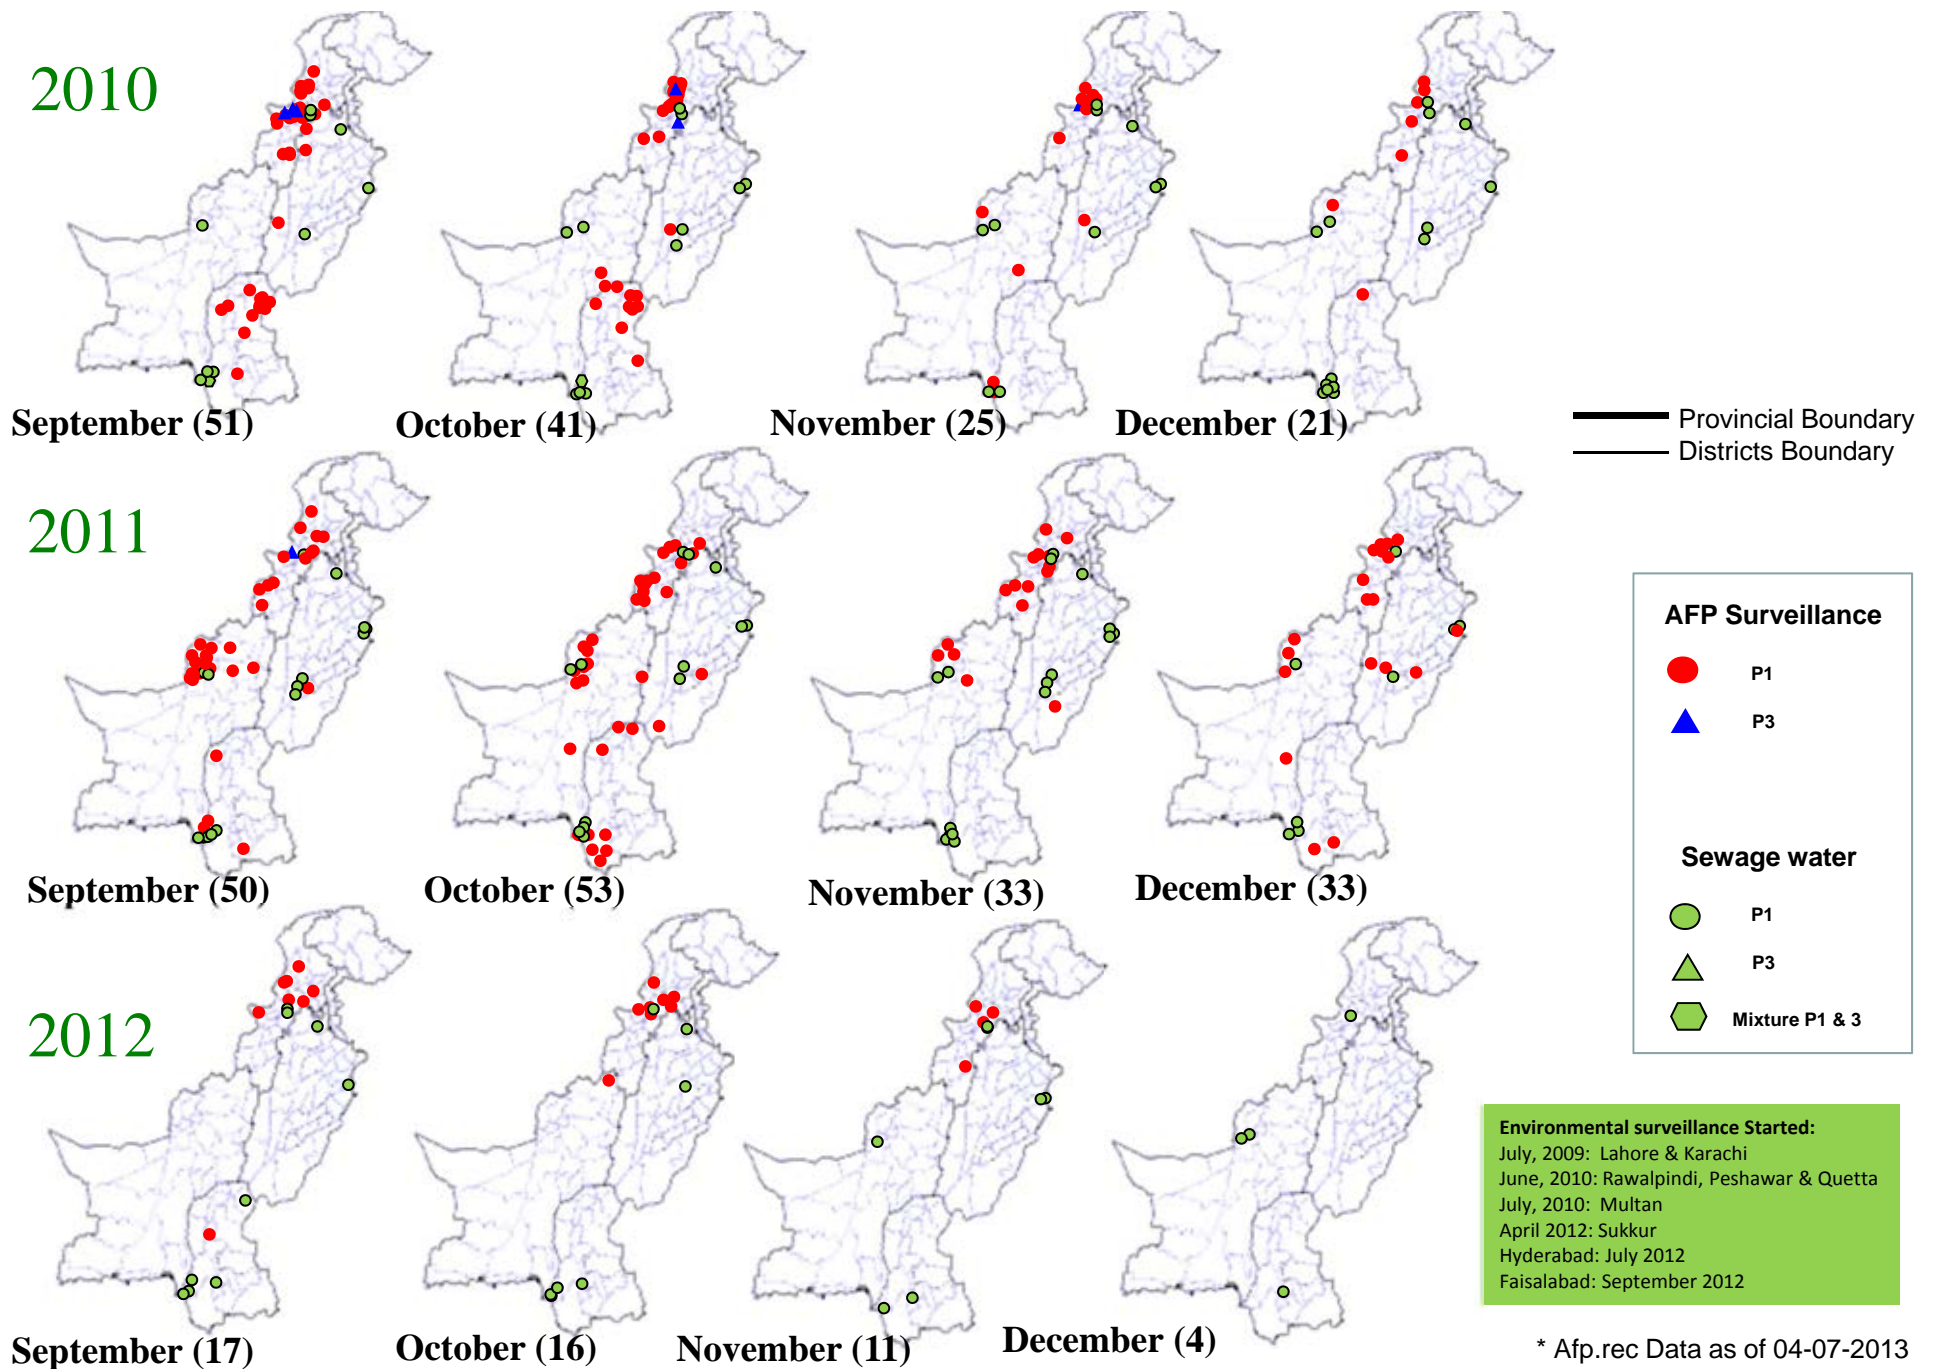 2010
September (51)
October (41)
November (25)
December (21)
Provincial Boundary
Districts Boundary
2011
September (50)
October (53)
November (33)
December (33)
AFP Surveillance
P1
P3
Sewage water
P1
P3
Mixture P1 & 3
2012
September (17)
October (16)
November (11)
December (4)
Environmental surveillance Started:
July, 2009: Lahore & Karachi
June, 2010: Rawalpindi, Peshawar & Quetta
July, 2010: Multan
April 2012: Sukkur
Hyderabad: July 2012
Faisalabad: September 2012
* Afp.rec Data as of 04-07-2013